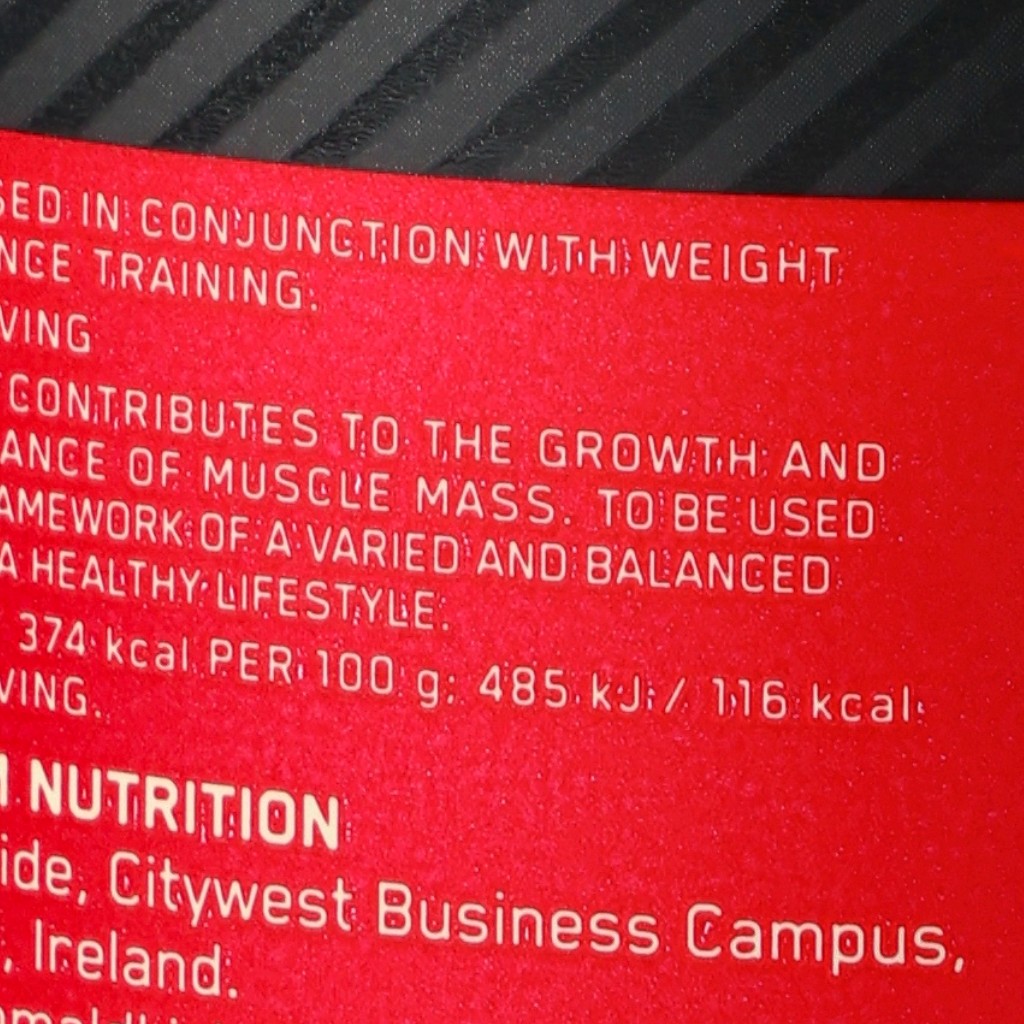 SED IN CONJUNCTION WITH WEIGHT
NCE TRAINING.
VING
CONTRIBUTES TO THE GROWTH AND
ANCE OF MUSCLE MASS. TO BE USED
AMEWORK OF A VARIED AND BALANCED
A HEALTHY LIFESTYLE.
374 kcal PER 100 g; 485 kJ / 116 kcal
VING.
M NUTRITION
ide, Citywest Business Campus,
, Ireland.